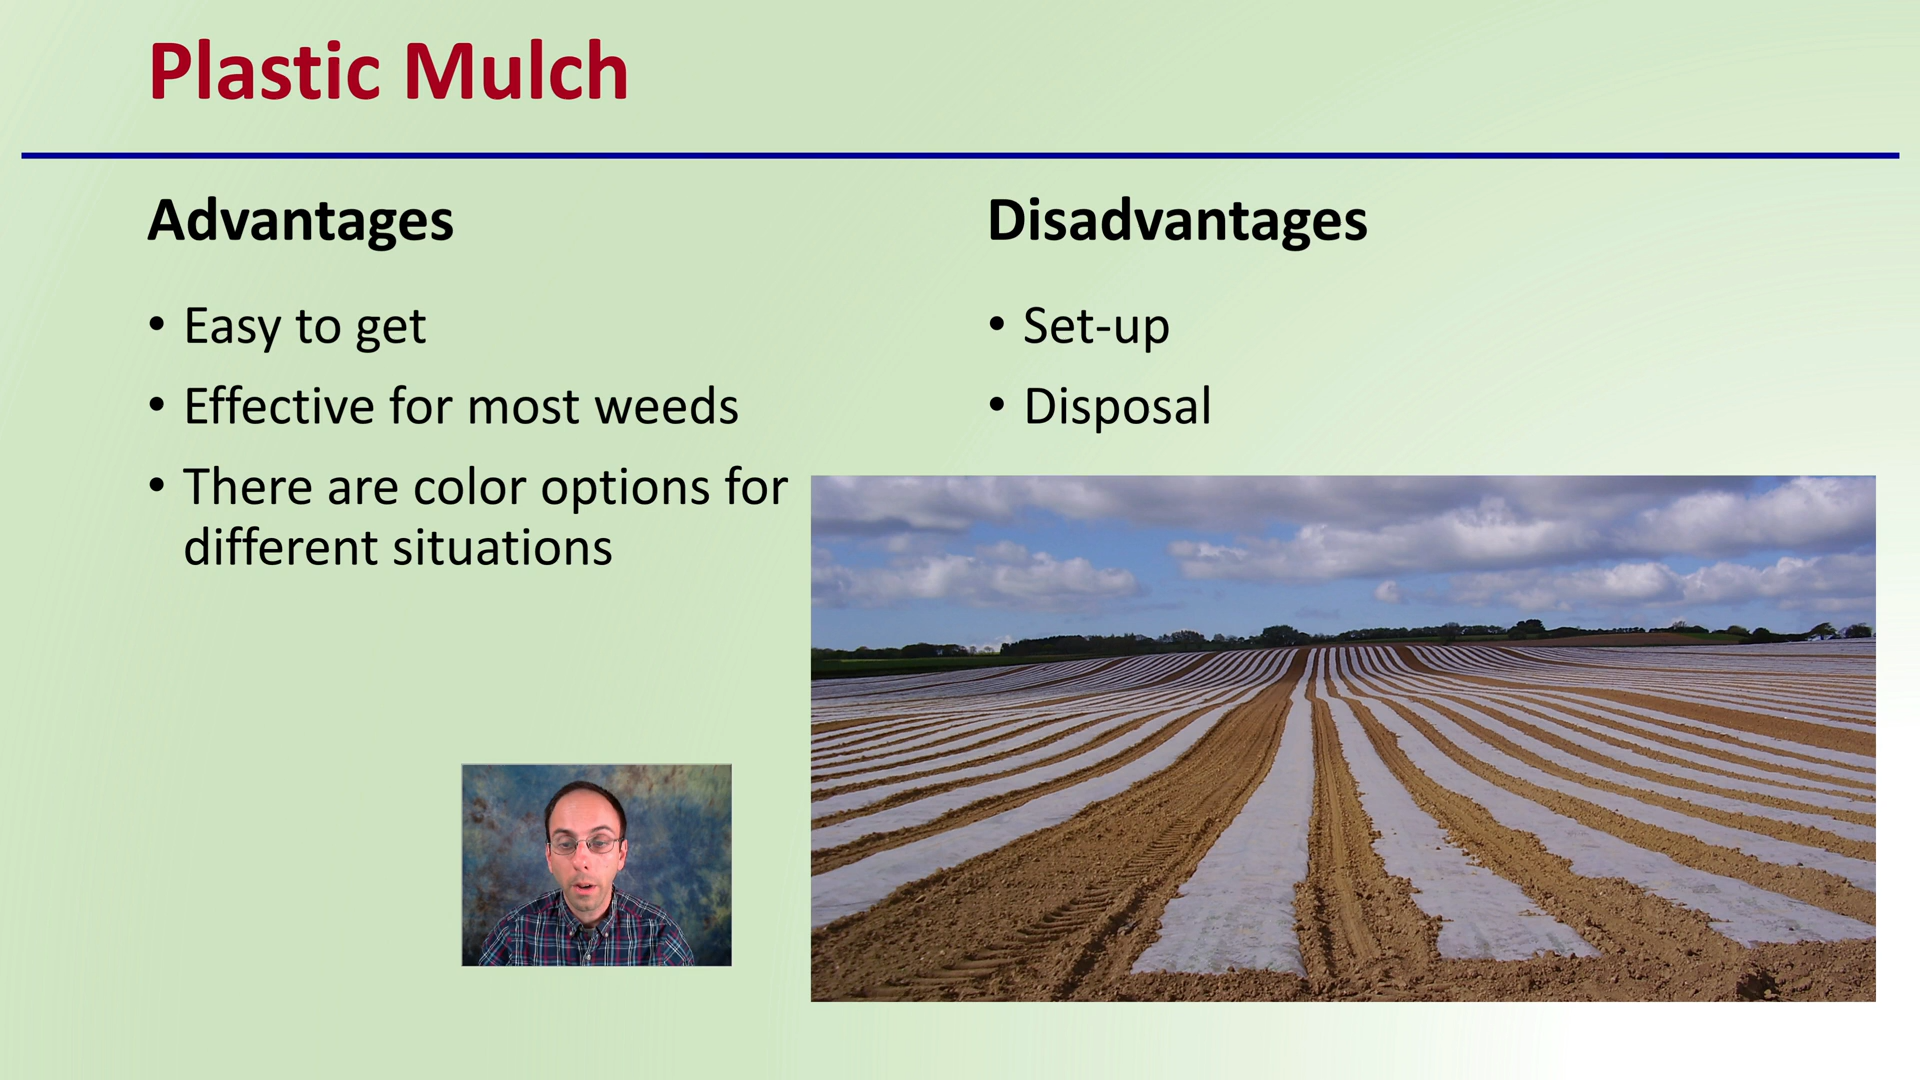 Plastic Mulch
Advantages
• Easy to get
• Effective for most weeds
• There are color options for
different situations
Disadvantages
• Set-up
• Disposal